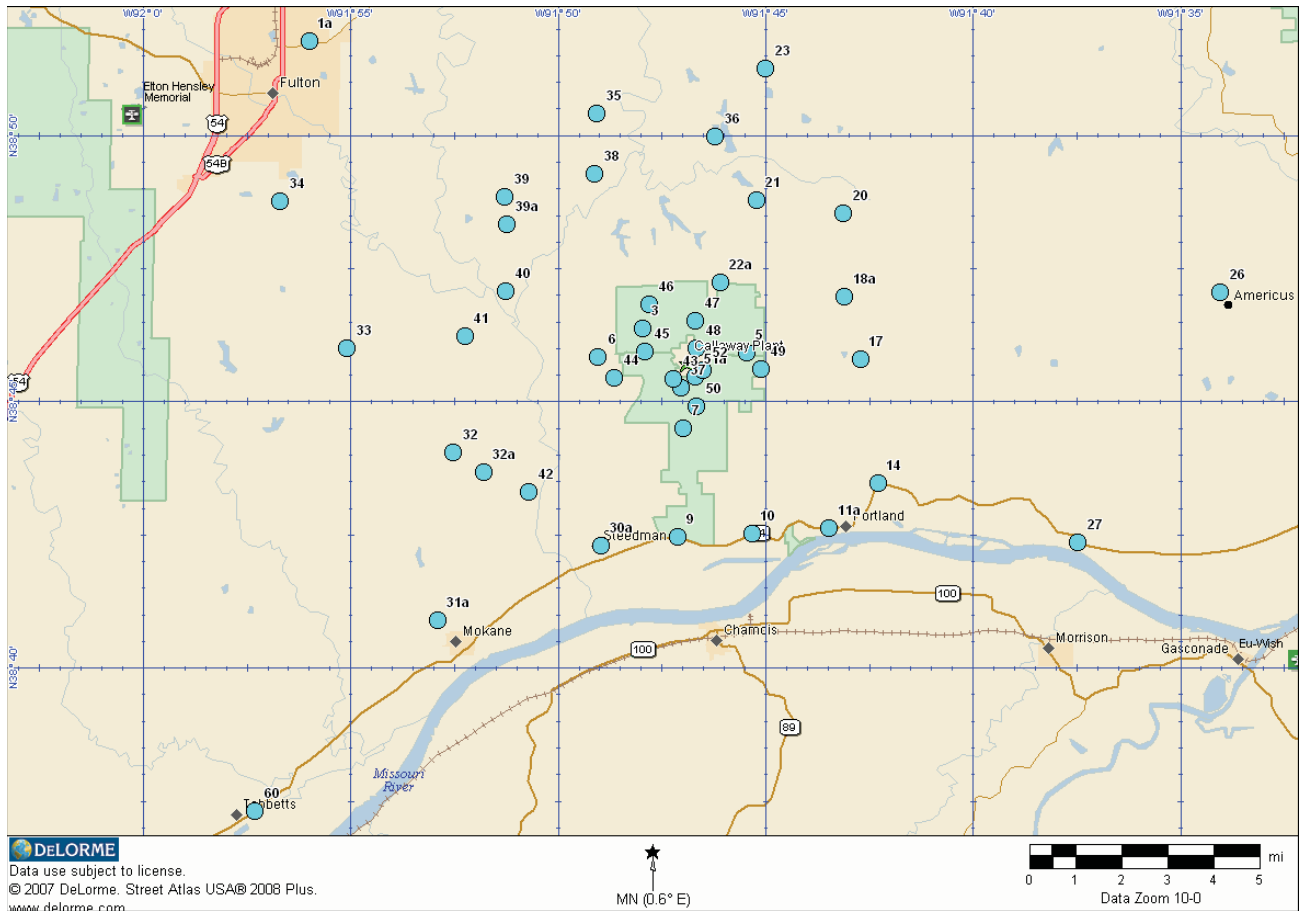 W92° 0'
W91°55'
W91°50'
W91°45'
W91°40'
W91°35'
1a
23
Elton Hensley
Memorial
Fulton
35
54
36
N38°50'
54B
38
34
39
21
20
39a
22a
26
40
46
18a
Americus
3
47
41
48
33
45
5
6
Callaway Plant
17
52
49
51a
44
43
37
54
50
N38°45'
7
32
32a
14
42
11a
Portland
10
9
27
30a
Steedman
31a
100
Mokane
Chamois
Morrison
Gasconade
Eu-Wish
100
N38°40'
89
Missouri
River
60
Tebbetts
DELORME
Data use subject to license.
© 2007 DeLorme. Street Atlas USA® 2008 Plus.
www.delorme.com
MN (0.6° E)
mi
0 1 2 3 4 5
Data Zoom 10-0